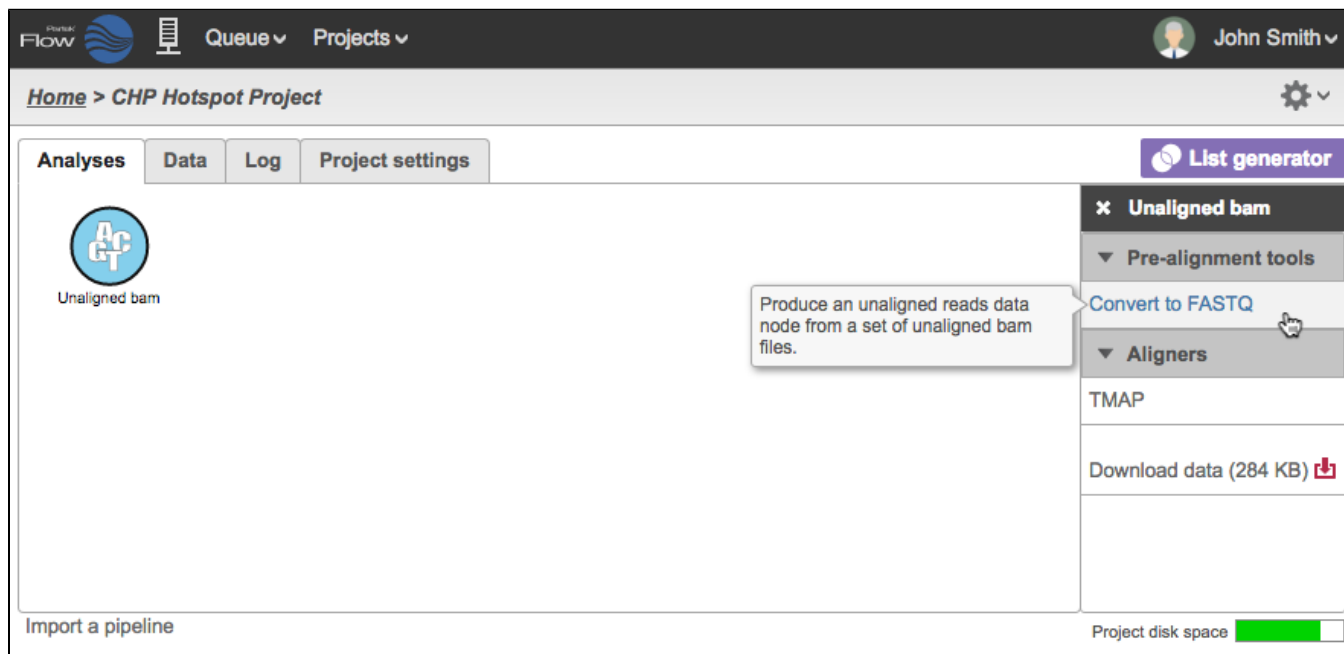 Partek
Flow
Queue
Projects
John Smith
Home > CHP Hotspot Project
Analyses
Data
Log
Project settings
List generator
ACGT
Unaligned bam
Unaligned bam
Pre-alignment tools
Produce an unaligned reads data
node from a set of unaligned bam
files.
Convert to FASTQ
Aligners
TMAP
Download data (284 KB)
Import a pipeline
Project disk space